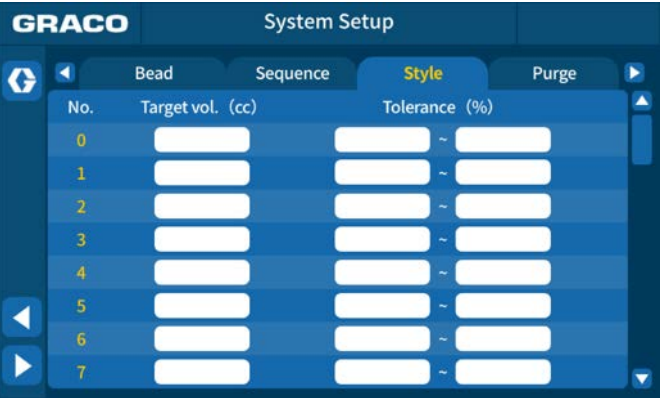 GRACO System Setup
Bead Sequence Style Purge
No. Target vol. (cc) Tolerance (%)
0 ~
1 ~
2 ~
3 ~
4 ~
5 ~
6 ~
7 ~